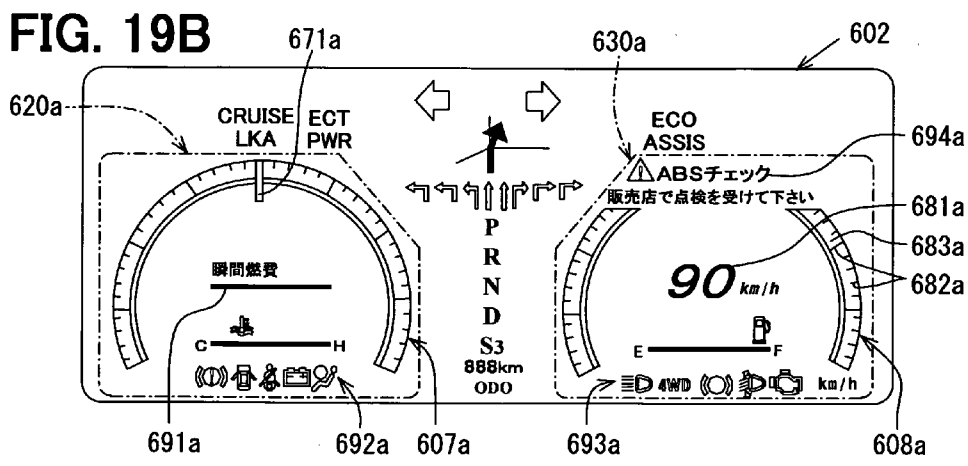 FIG. 19B
671a
630a
602
620a
CRUISE ECT
LKA PWR
ECO
ASSIS
694a
ABSチェック
販売店で点検を受けて下さい
681a
P
R
N
D
S3
683a
瞬間燃費
90 km/h
682a
C H
E F
888km
ODO
4WD
km/h
691a
692a
607a
693a
608a